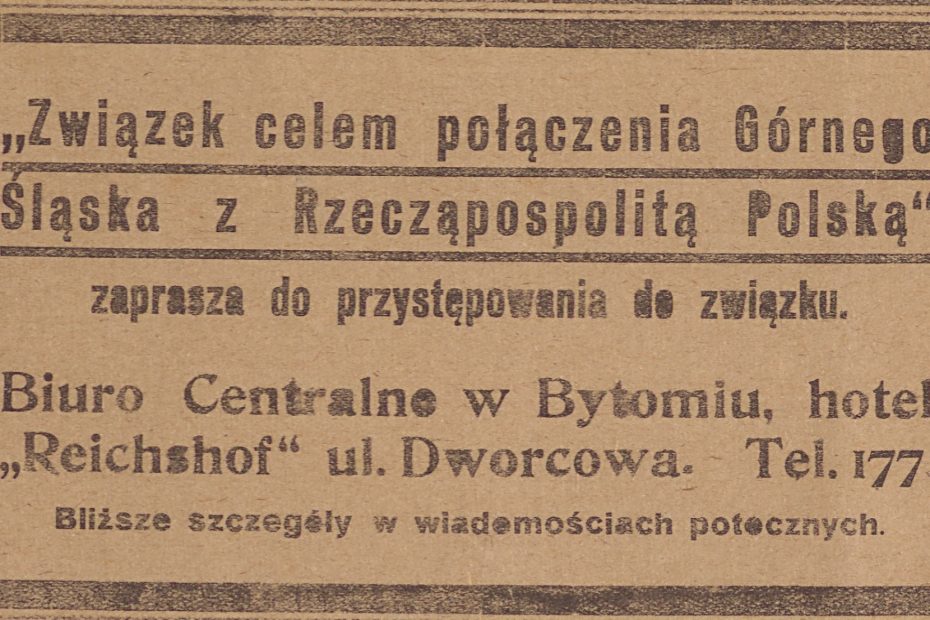 „Związek celem połączenia Górnego
Śląska z Rzecząpospolitą Polską“
zaprasza do przystępowania do związku.
Biuro Centralne w Bytomiu, hotel
„Reichshof“ ul. Dworcowa. Tel. 177.
Bliższe szczegóły w wiadomościach potocznych.